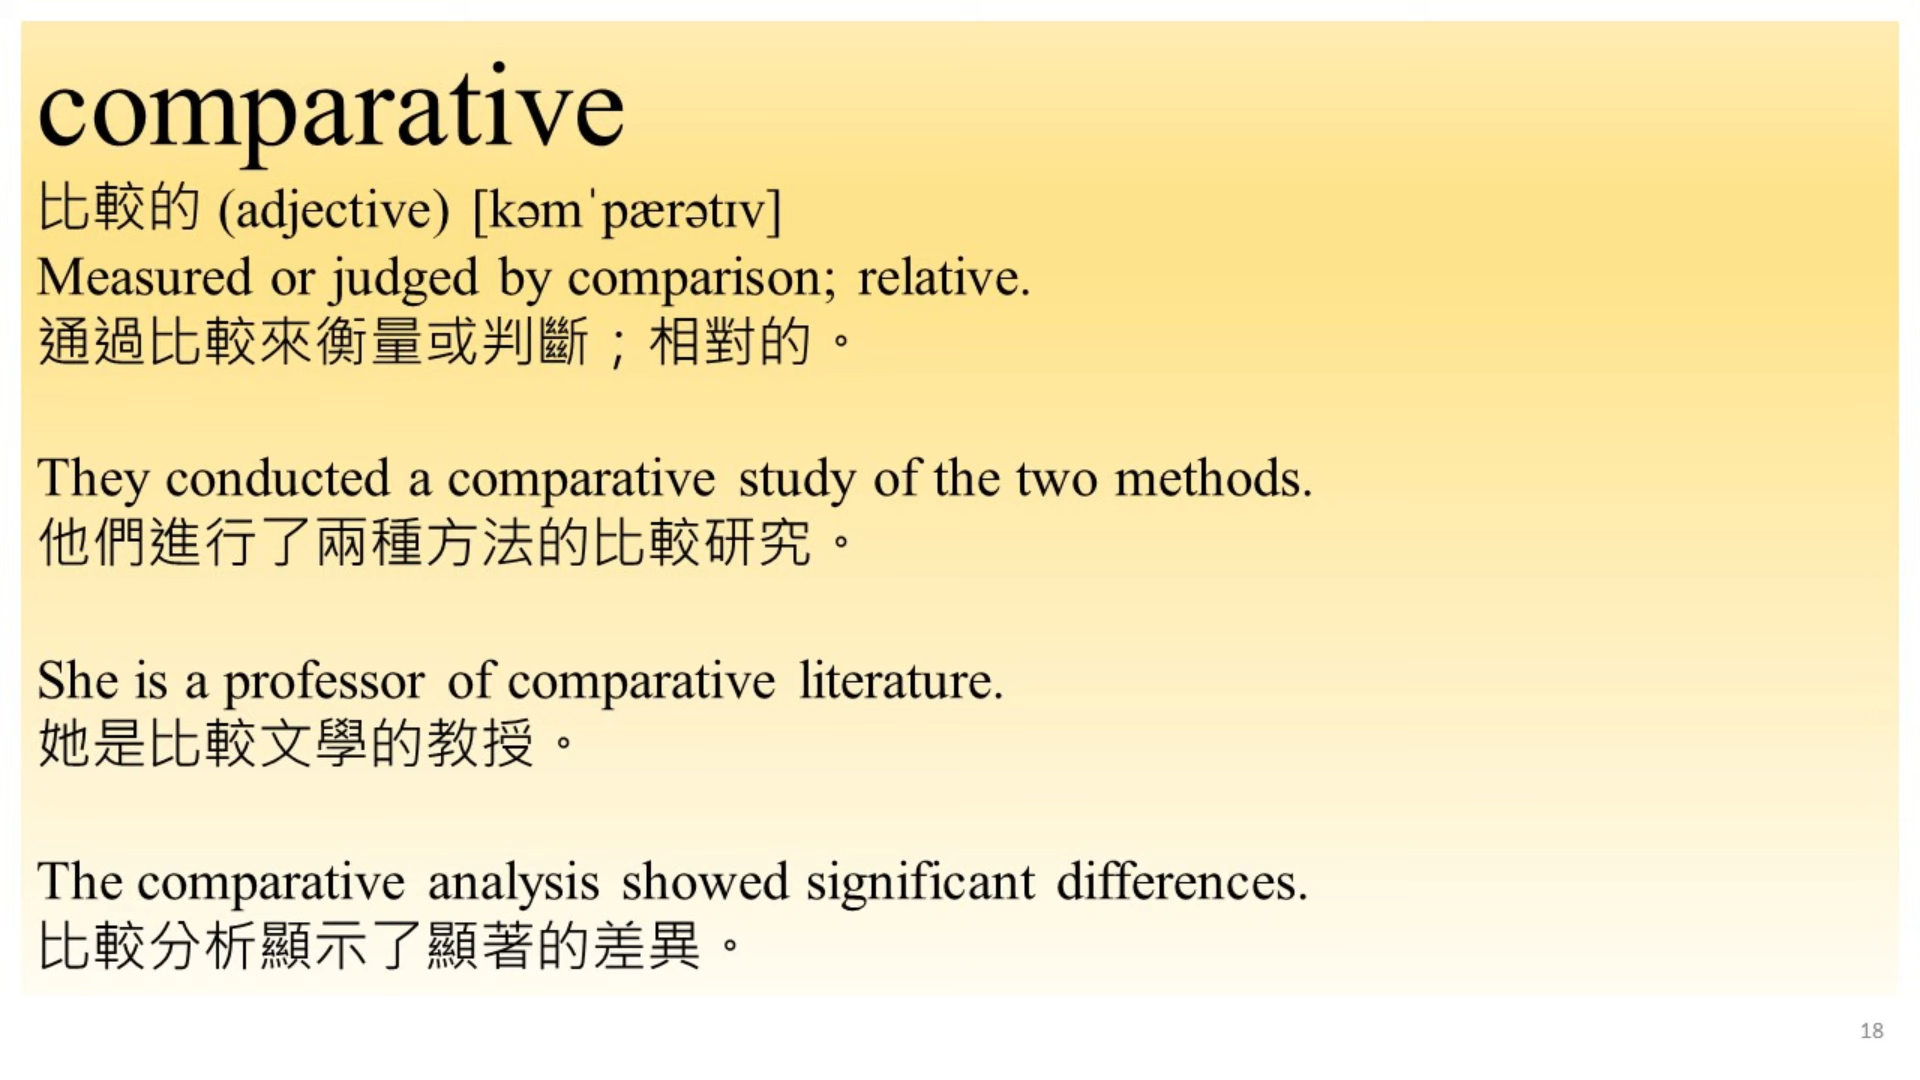 comparative
比較的 (adjective) [kəmˈpærətɪv]
Measured or judged by comparison; relative.
通過比較來衡量或判斷；相對的。
They conducted a comparative study of the two methods.
他們進行了兩種方法的比較研究。
She is a professor of comparative literature.
她是比較文學的教授。
The comparative analysis showed significant differences.
比較分析顯示了顯著的差異。
18